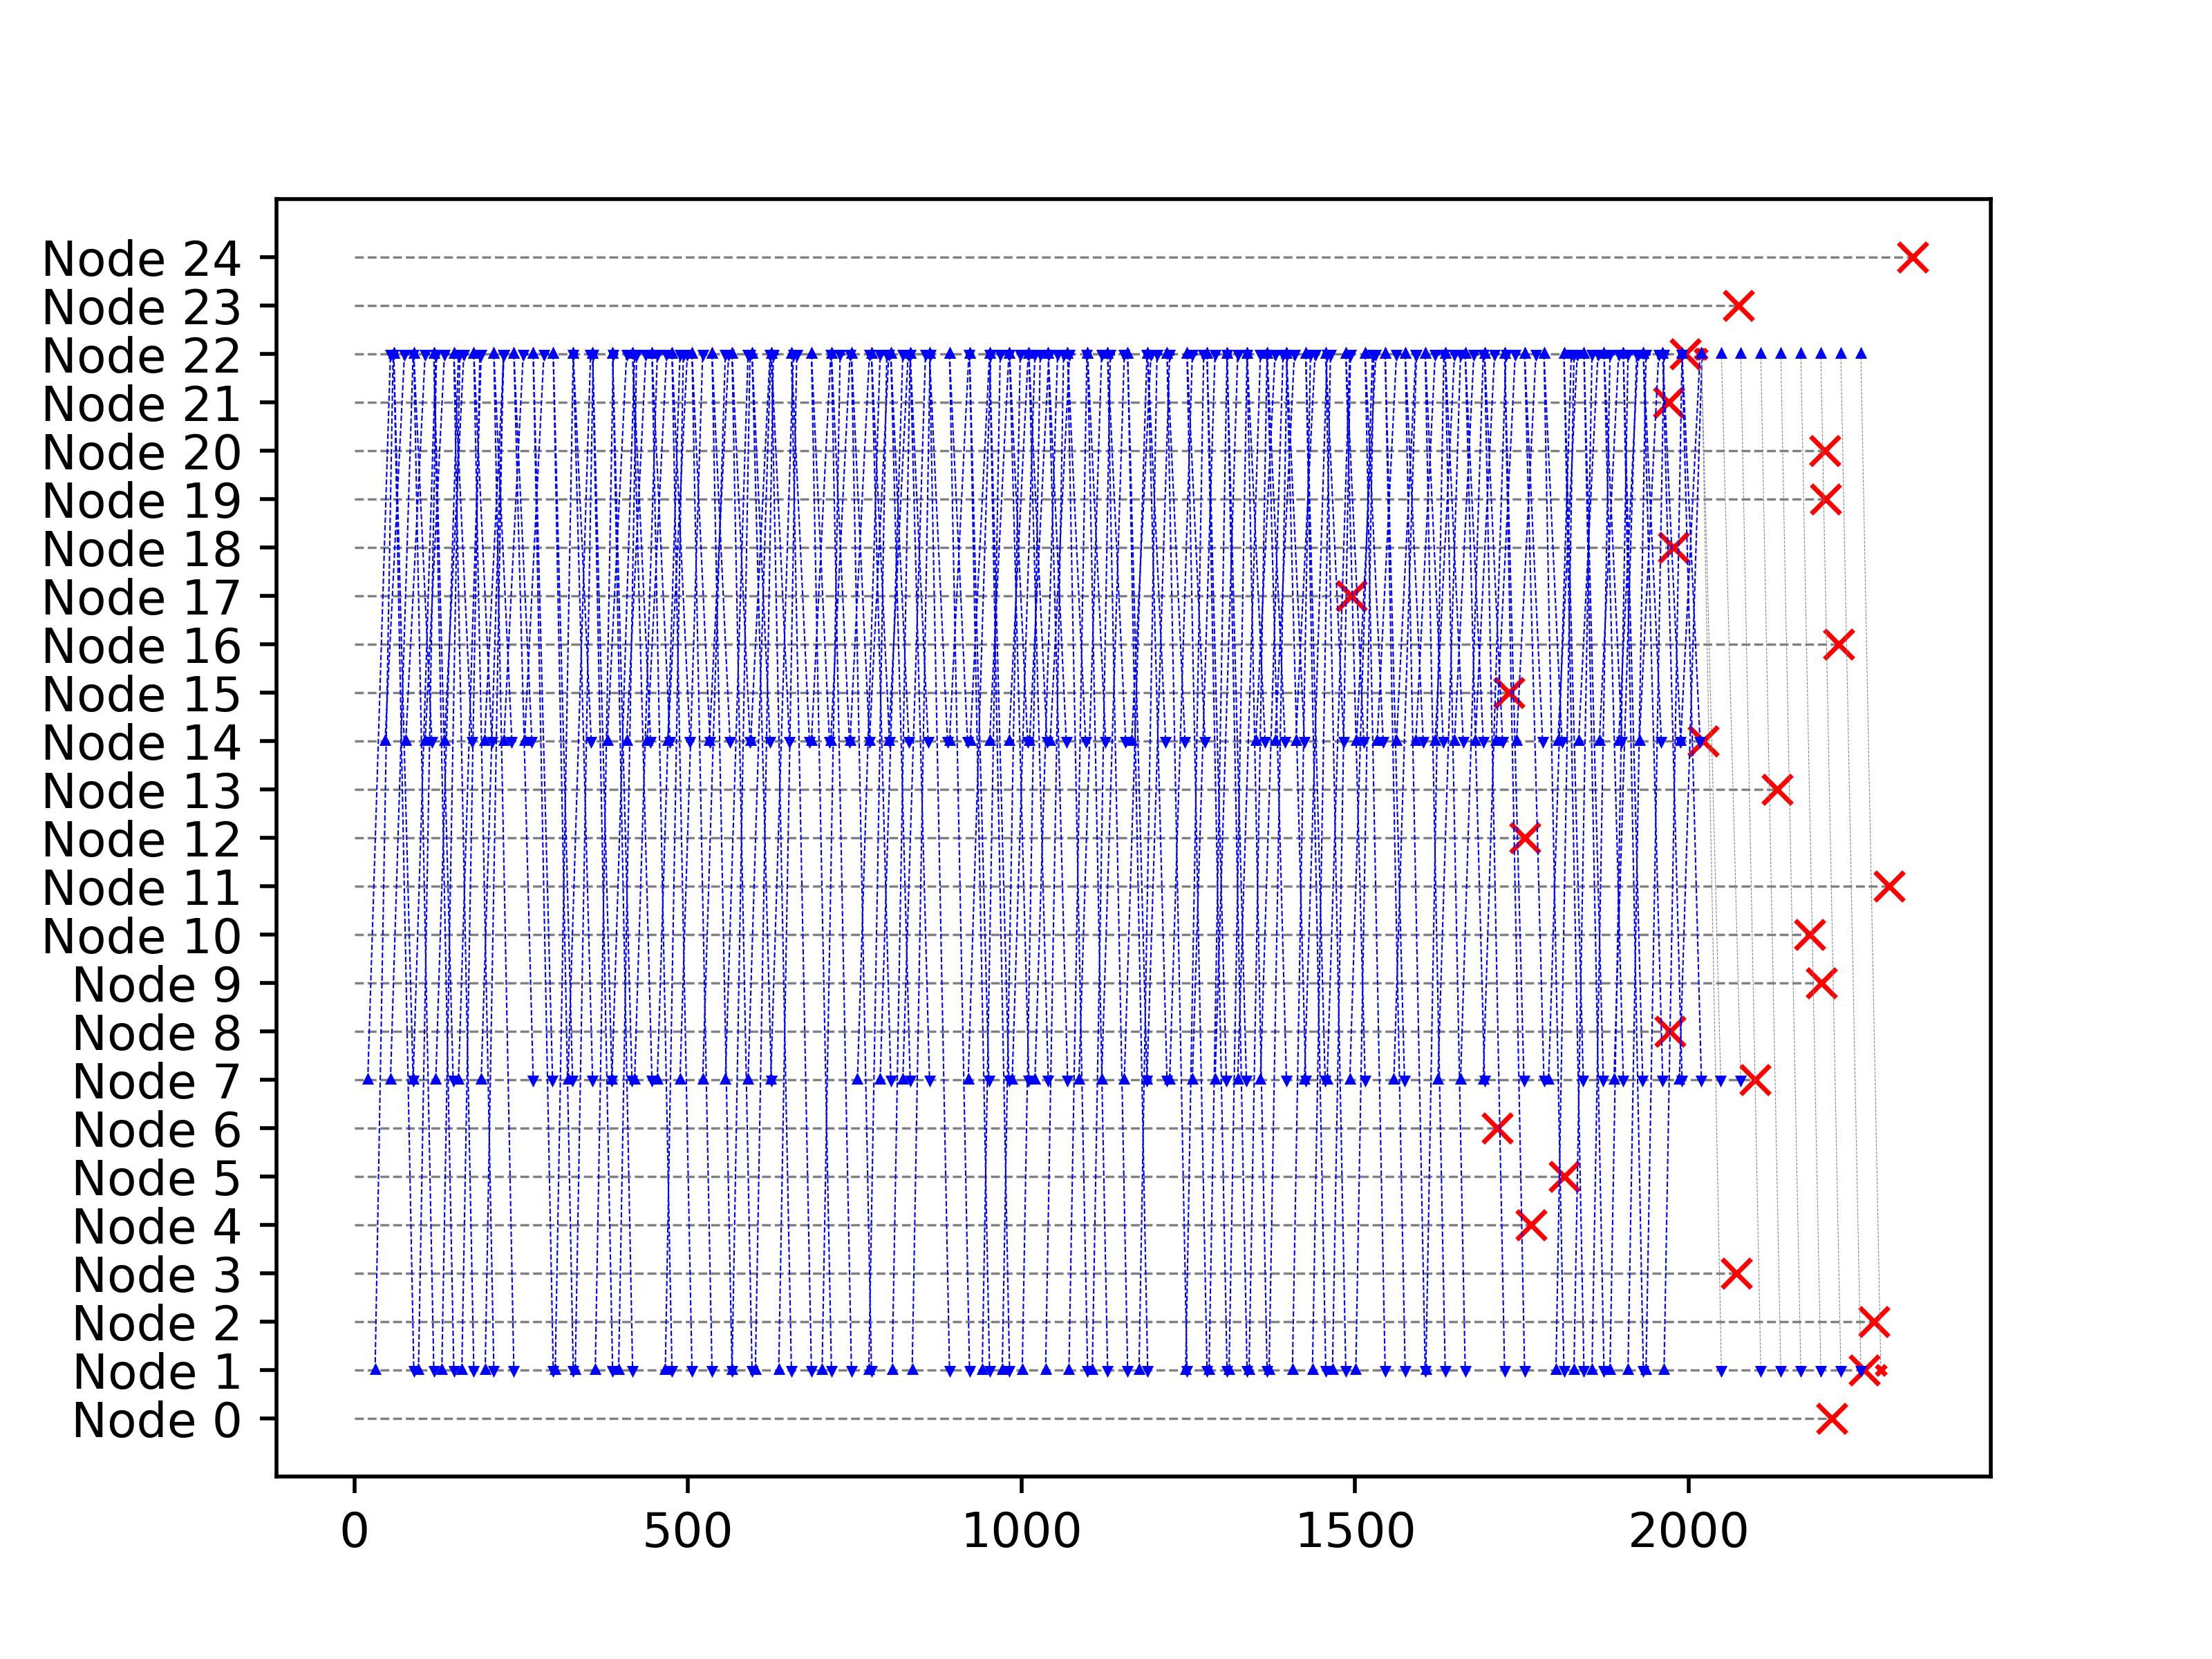 Node 24
Node 23
Node 22
Node 21
Node 20
Node 19
Node 18
Node 17
Node 16
Node 15
Node 14
Node 13
Node 12
Node 11
Node 10
Node 9
Node 8
Node 7
Node 6
Node 5
Node 4
Node 3
Node 2
Node 1
Node 0
0 500 1000 1500 2000